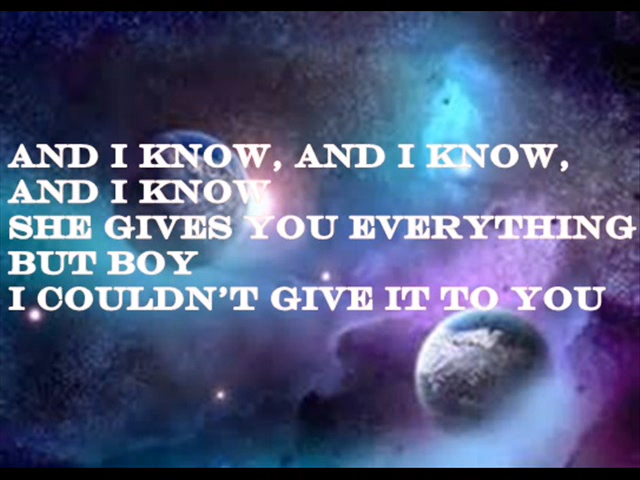 AND I KNOW, AND I KNOW,
AND I KNOW
SHE GIVES YOU EVERYTHING
BUT BOY
I COULDN'T GIVE IT TO YOU